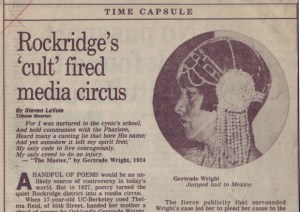 TIME CAPSULE
Rockridge's
'cult' fired
media circus
By Steven LaVoie
Tribune librarian
For I was nurtured in the cynic's school,
And held communion with the Pharisee,
Heard many a canting lie that bore His name;
And yet somehow it left my spirit free;
My only code to live courageously,
My only creed to do no injury.
— "The Master," by Gertrude Wright, 1924
A HANDFUL OF POEMS would be an un-
likely source of controversy in today's
world. But in 1927, poetry turned the
quiet Rockridge district into a media circus.
When 17-year-old UC-Berkeley coed Thel-
ma Reid, of 45th Street, handed her mother a
Gertrude Wright
Jumped bail to Mexico
The fierce publicity that surrounded
Wright's case led her to plead her cause to the